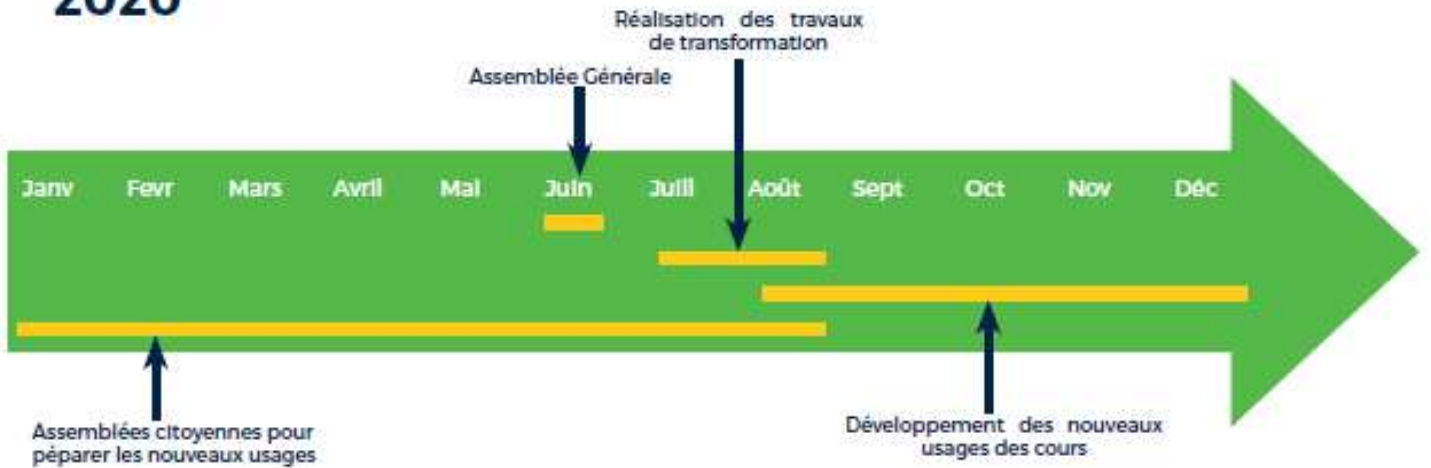 2020
Réalisation des travaux
de transformation
Assemblée Générale
Janv Fevr Mars Avril Mai Juin Juill Août Sept Oct Nov Déc
Assemblées citoyennes pour
péparer les nouveaux usages
Développement des nouveaux
usages des cours